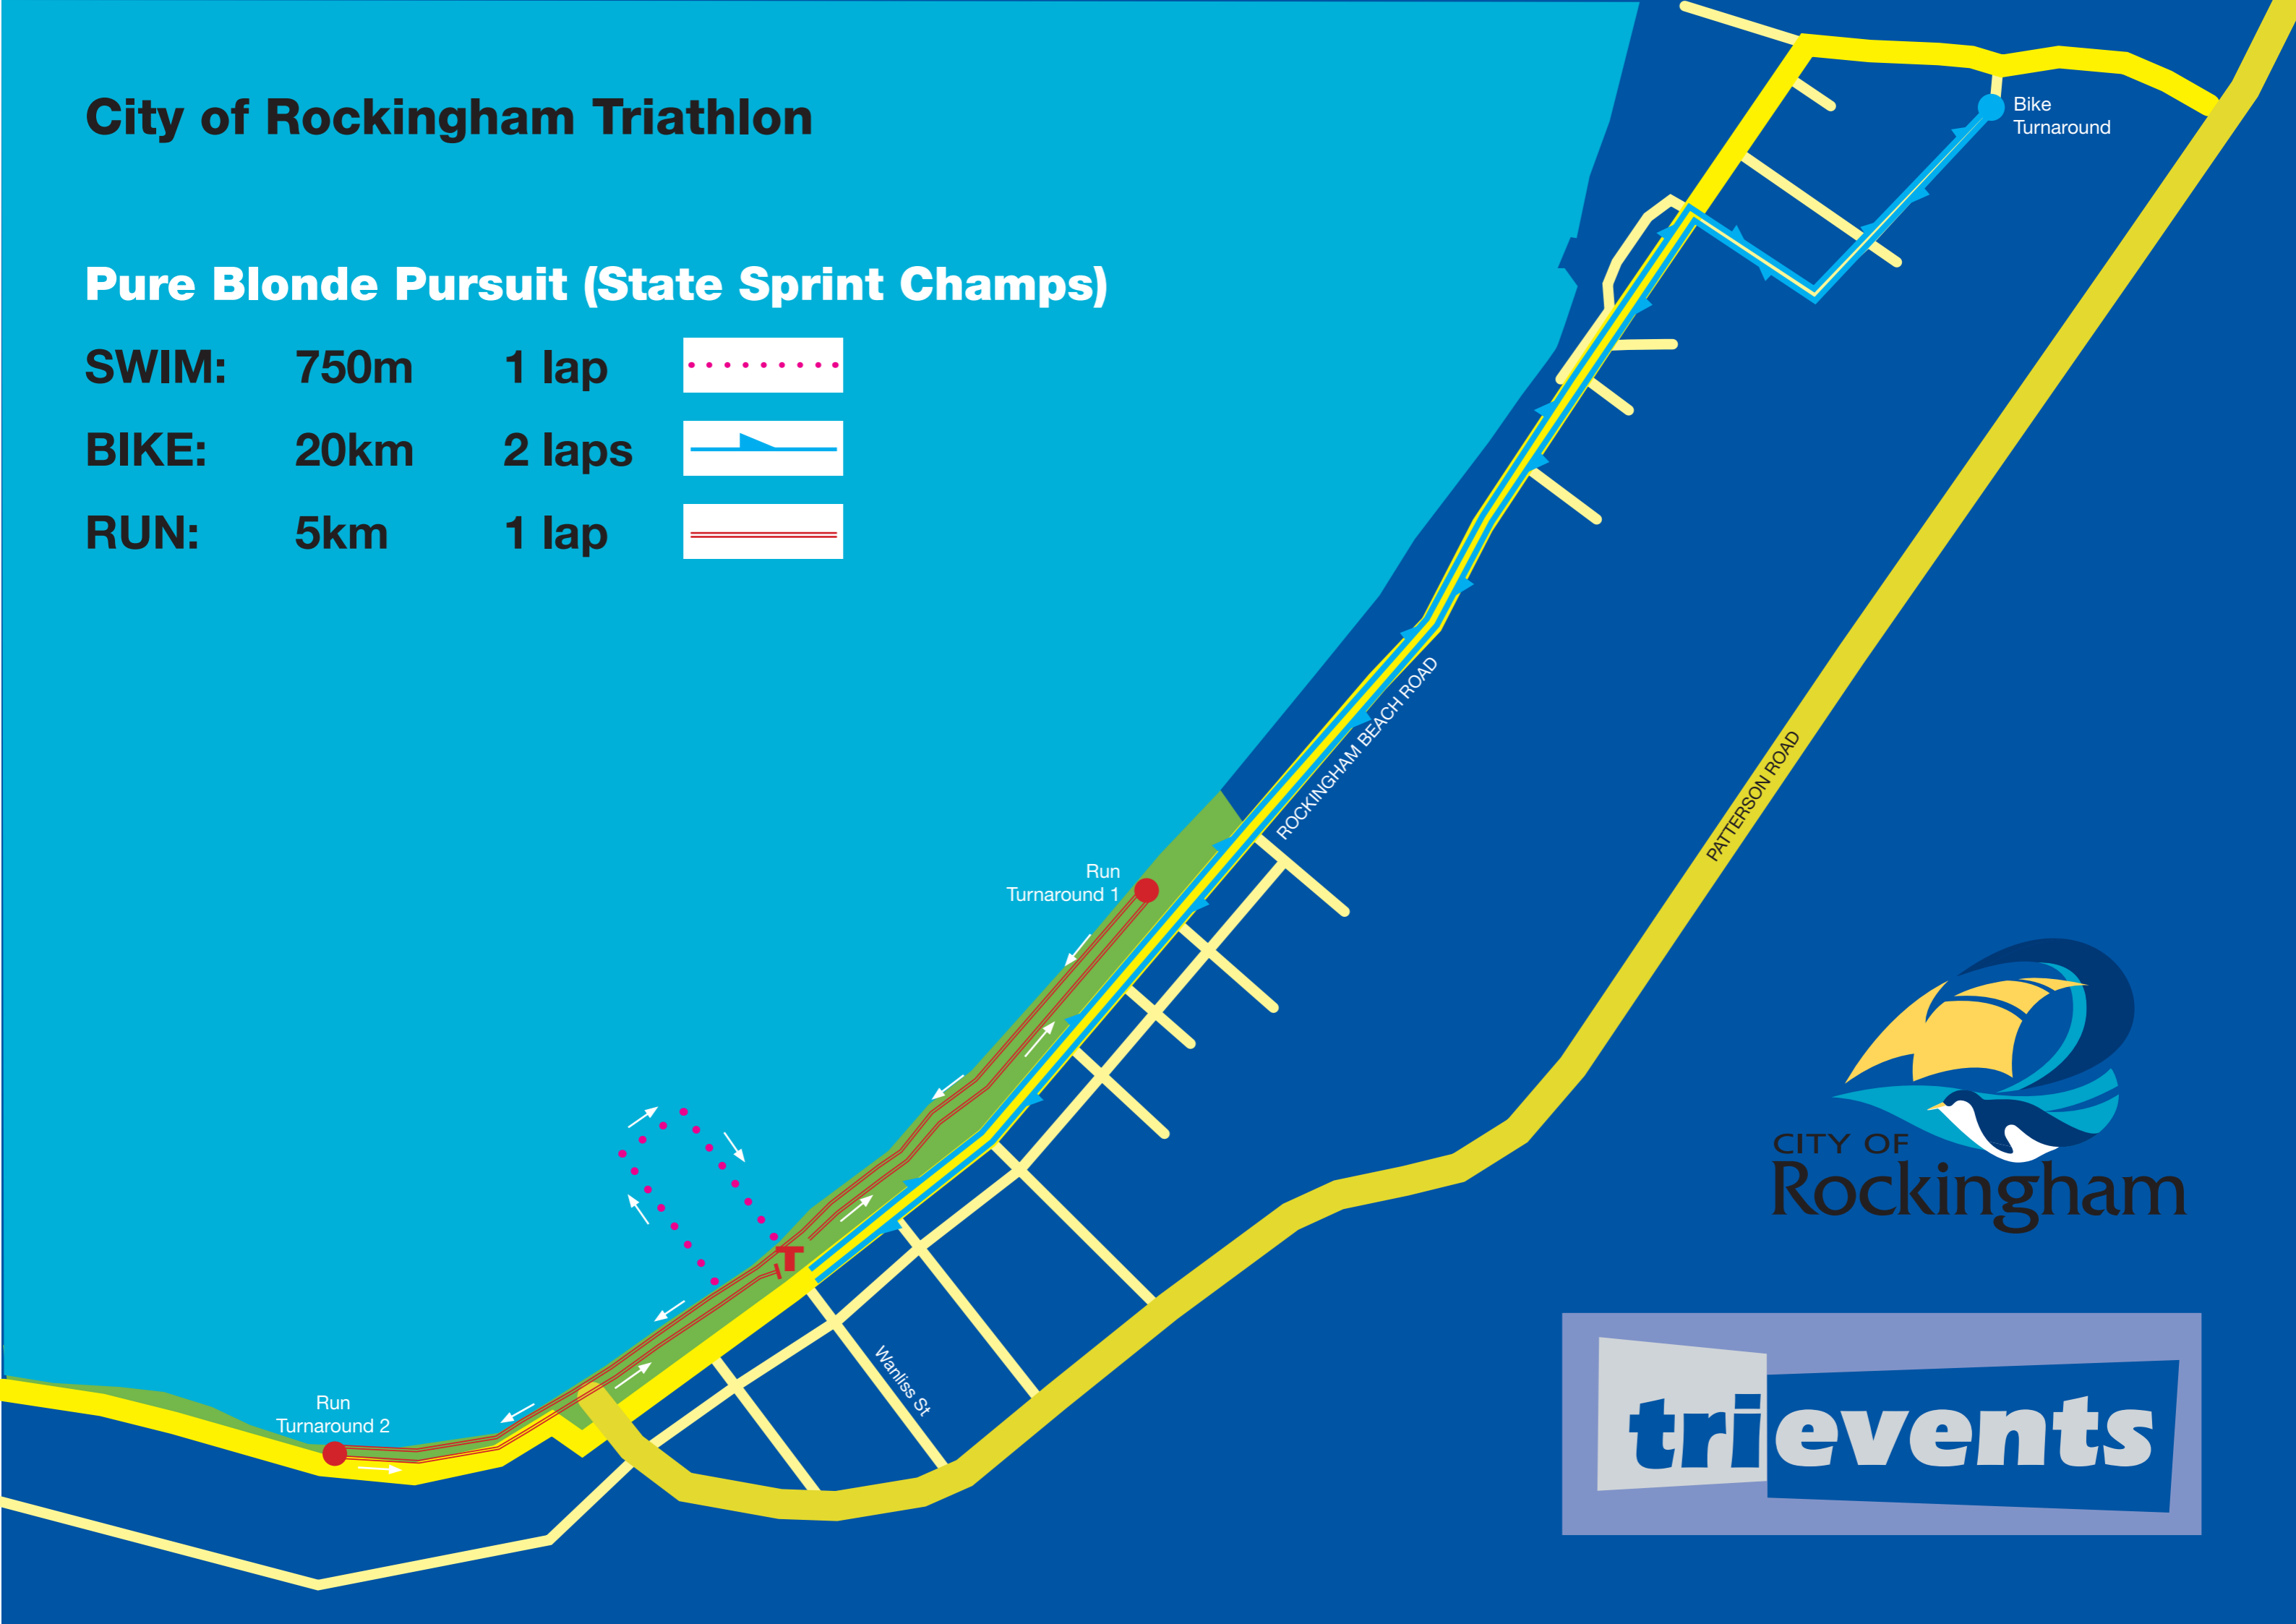 City of Rockingham Triathlon
Pure Blonde Pursuit (State Sprint Champs)
SWIM: 750m 1 lap
BIKE: 20km 2 laps
RUN: 5km 1 lap
Bike
Turnaround
ROCKINGHAM BEACH ROAD
PATTERSON ROAD
Run
Turnaround 1
T
Wanliss St
Run
Turnaround 2
CITY OF
Rockingham
trievents